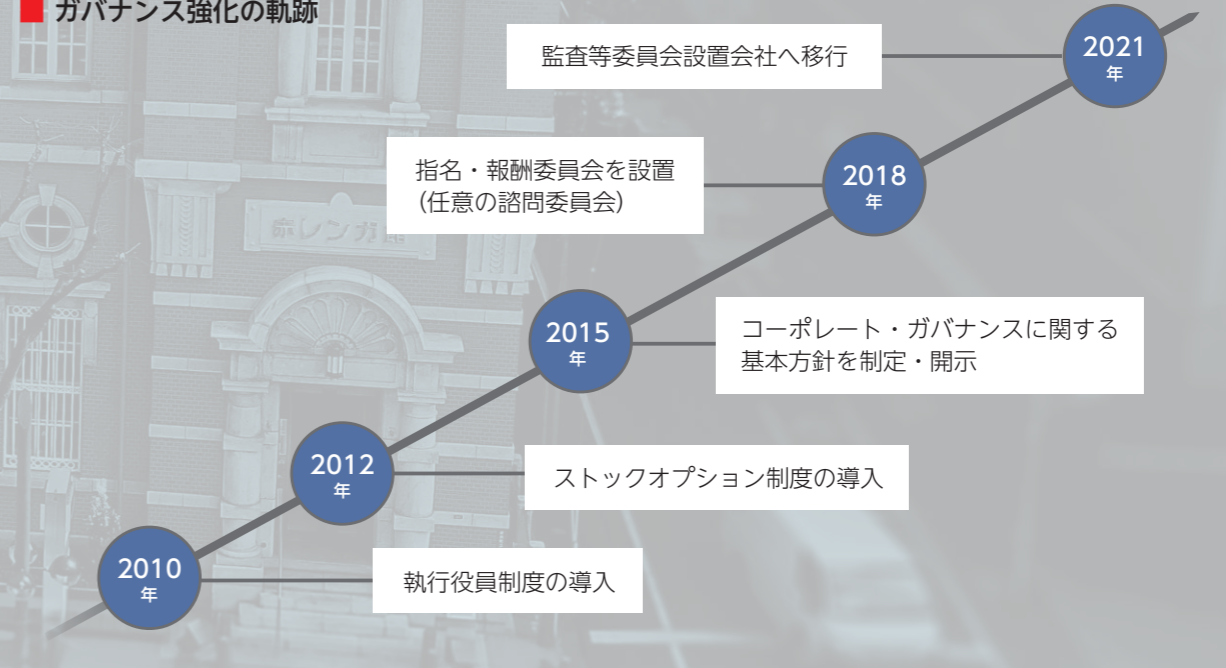 ガバナンス強化の軌跡
監査等委員会設置会社へ移行
2021
年
指名・報酬委員会を設置
(任意の諮問委員会)
2018
年
赤レンガ館
2015
年
コーポレート・ガバナンスに関する
基本方針を制定・開示
2012
年
ストックオプション制度の導入
2010
年
執行役員制度の導入